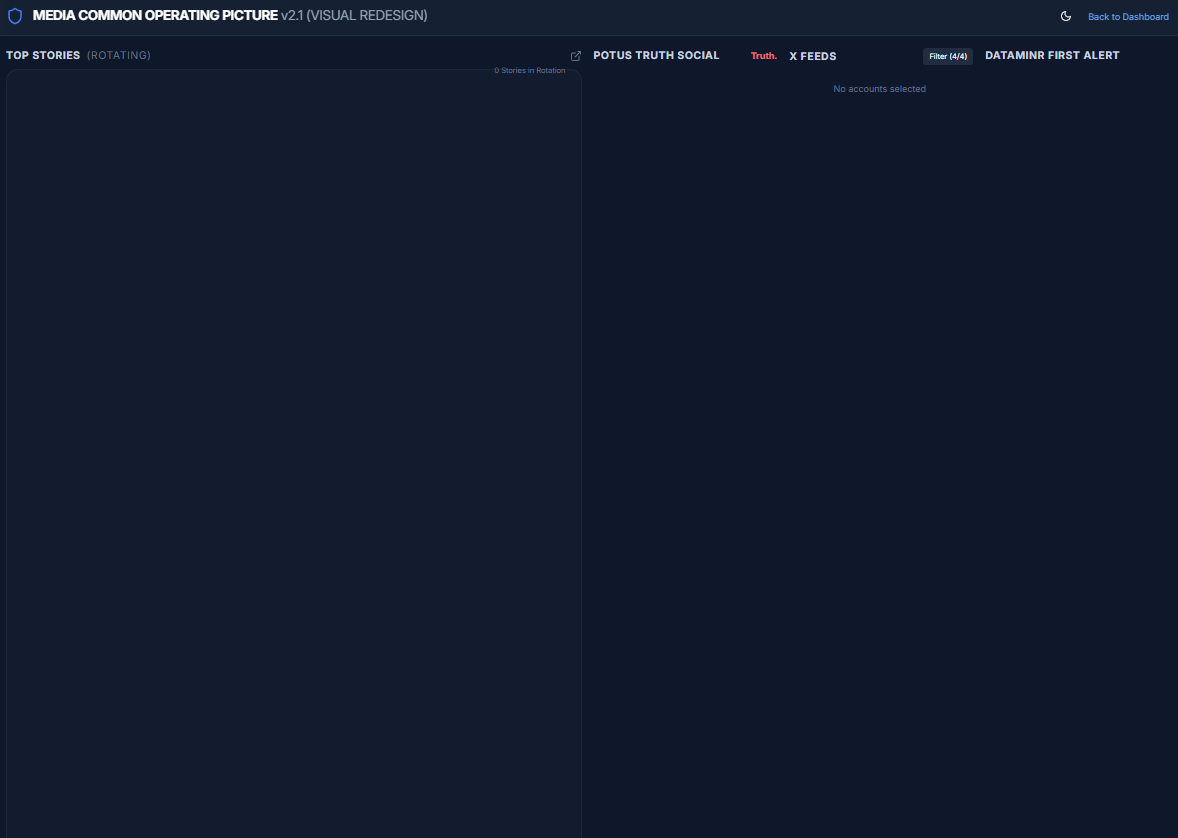 MEDIA COMMON OPERATING PICTURE v2.1 (VISUAL REDESIGN)
Back to Dashboard
TOP STORIES (ROTATING)
0 Stories in Rotation
POTUS TRUTH SOCIAL
Truth.
X FEEDS
Filter (4/4)
No accounts selected
DATAMINR FIRST ALERT